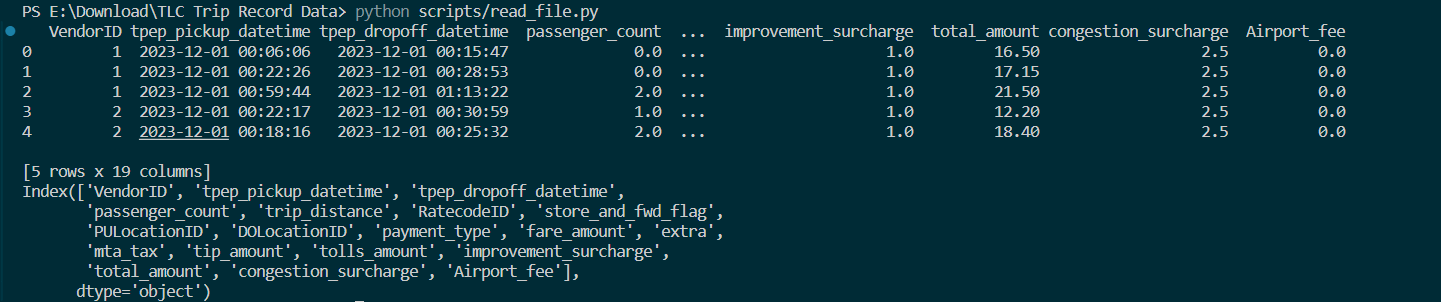 PS E:\Download\TLC Trip Record Data> python scripts/read_file.py
   VendorID tpep_pickup_datetime tpep_dropoff_datetime  passenger_count  ...  improvement_surcharge  total_amount congestion_surcharge  Airport_fee
0         1  2023-12-01 00:06:06   2023-12-01 00:15:47              0.0  ...                    1.0         16.50                  2.5          0.0
1         1  2023-12-01 00:22:26   2023-12-01 00:28:53              0.0  ...                    1.0         17.15                  2.5          0.0
2         1  2023-12-01 00:59:44   2023-12-01 01:13:22              2.0  ...                    1.0         21.50                  2.5          0.0
3         2  2023-12-01 00:22:17   2023-12-01 00:30:59              1.0  ...                    1.0         12.20                  2.5          0.0
4         2  2023-12-01 00:18:16   2023-12-01 00:25:32              2.0  ...                    1.0         18.40                  2.5          0.0
[5 rows x 19 columns]
Index(['VendorID', 'tpep_pickup_datetime', 'tpep_dropoff_datetime',
       'passenger_count', 'trip_distance', 'RatecodeID', 'store_and_fwd_flag',
       'PULocationID', 'DOLocationID', 'payment_type', 'fare_amount', 'extra',
       'mta_tax', 'tip_amount', 'tolls_amount', 'improvement_surcharge',
       'total_amount', 'congestion_surcharge', 'Airport_fee'],
      dtype='object')